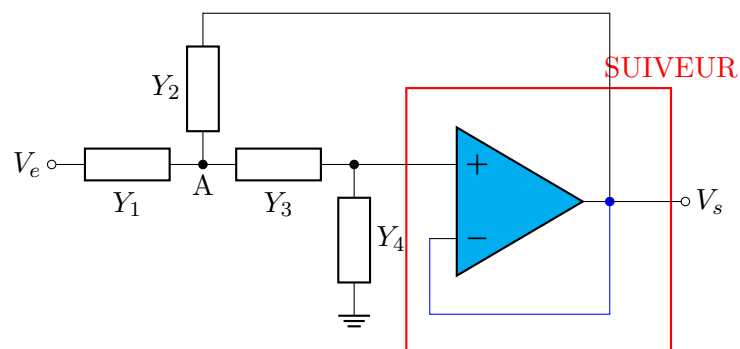 SUIVEUR
Y₂
Vₑ
A
Y₁
Y₃
Y₄
+
−
Vₛ